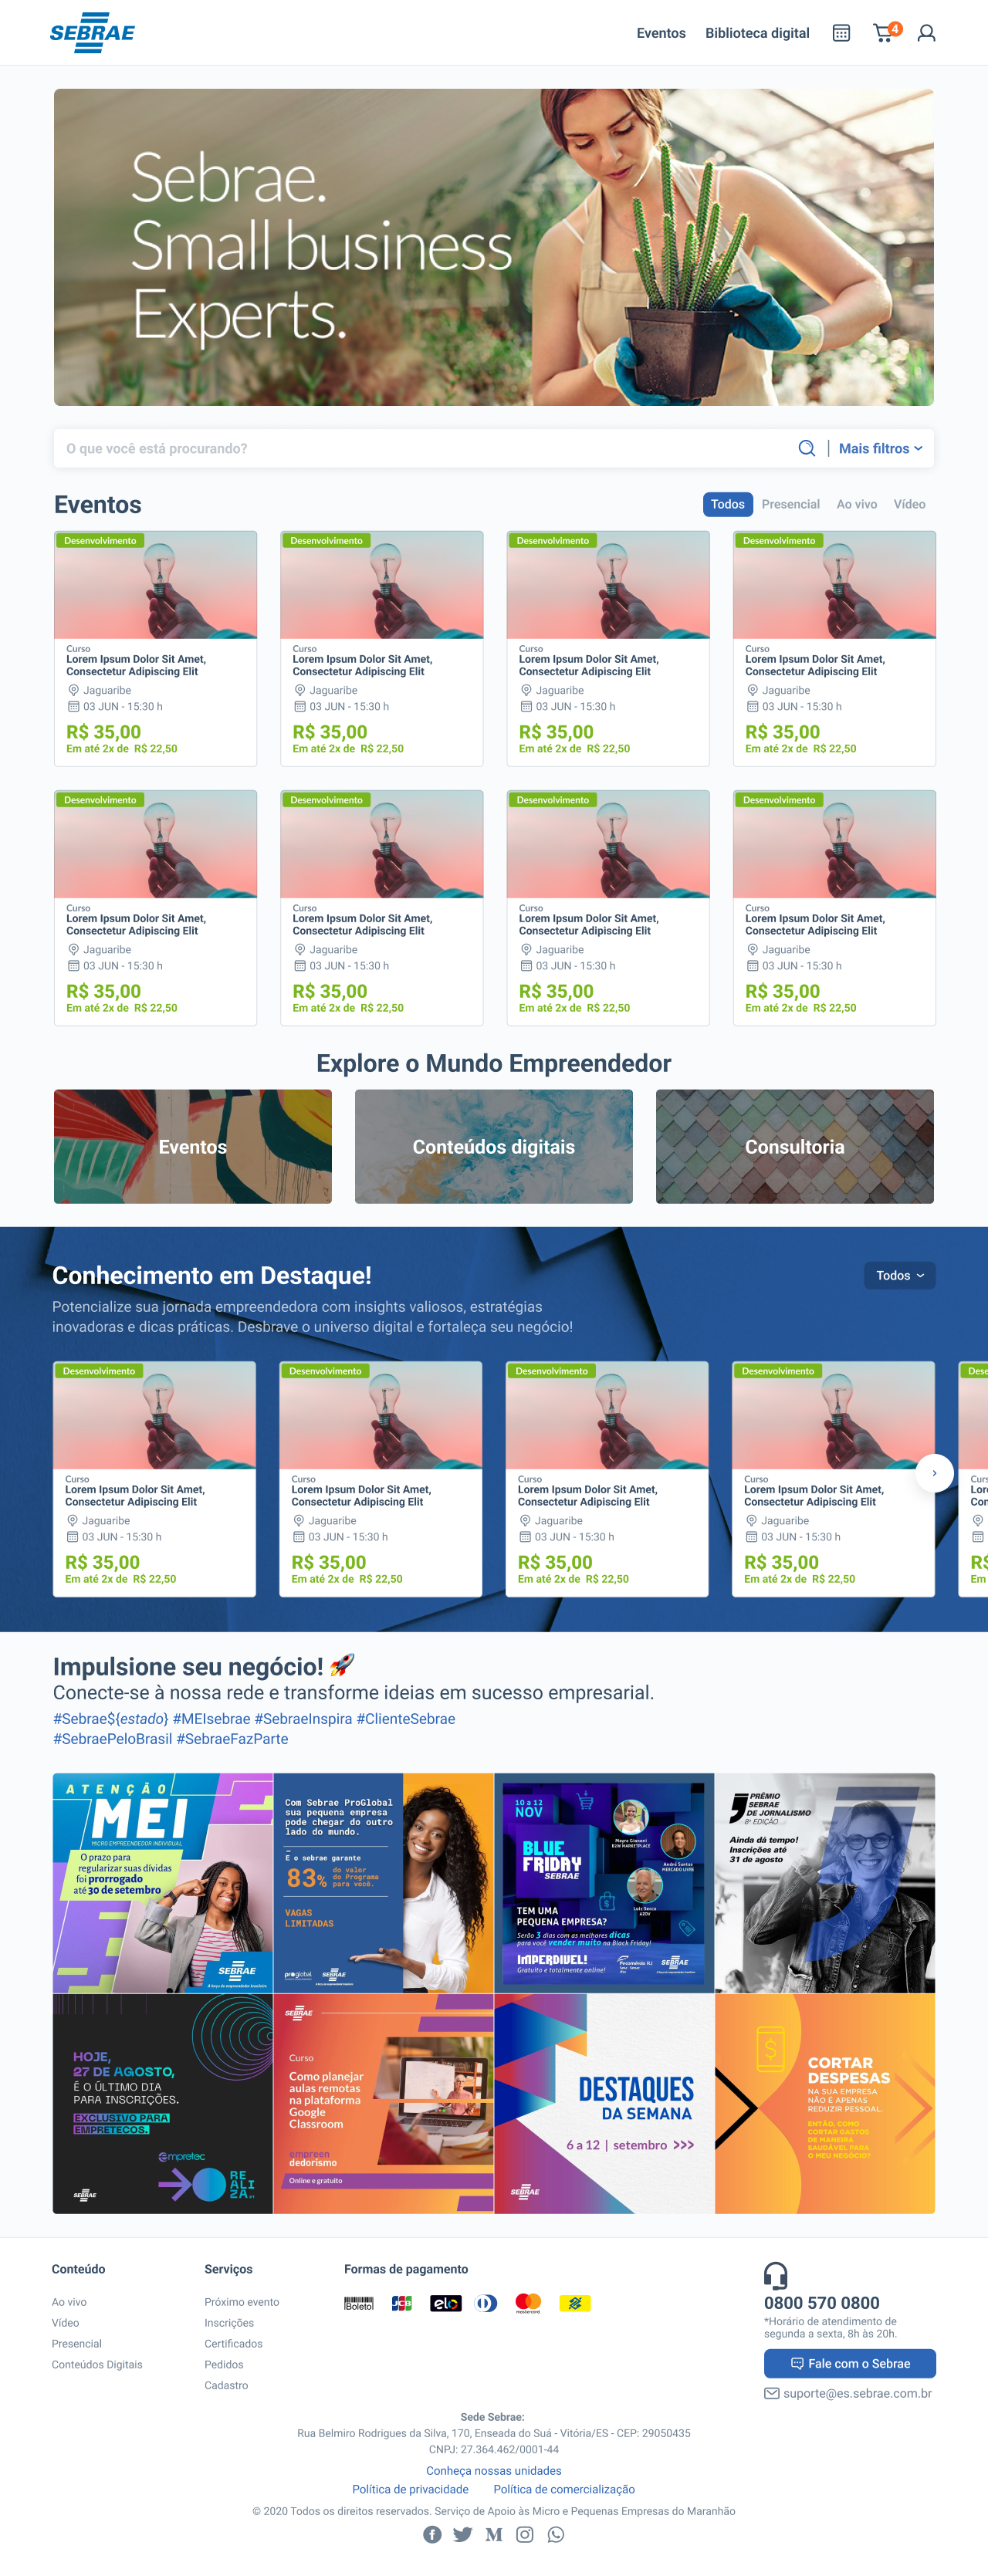 SEBRAE
Eventos
Biblioteca digital
4
Sebrae.
Small business
Experts.
O que você está procurando?
Mais filtros
Eventos
Todos
Presencial
Ao vivo
Vídeo
Desenvolvimento
Curso
Lorem Ipsum Dolor Sit Amet,
Consectetur Adipiscing Elit
Jaguaribe
03 JUN - 15:30 h
R$ 35,00
Em até 2x de R$ 22,50
Desenvolvimento
Curso
Lorem Ipsum Dolor Sit Amet,
Consectetur Adipiscing Elit
Jaguaribe
03 JUN - 15:30 h
R$ 35,00
Em até 2x de R$ 22,50
Desenvolvimento
Curso
Lorem Ipsum Dolor Sit Amet,
Consectetur Adipiscing Elit
Jaguaribe
03 JUN - 15:30 h
R$ 35,00
Em até 2x de R$ 22,50
Desenvolvimento
Curso
Lorem Ipsum Dolor Sit Amet,
Consectetur Adipiscing Elit
Jaguaribe
03 JUN - 15:30 h
R$ 35,00
Em até 2x de R$ 22,50
Desenvolvimento
Curso
Lorem Ipsum Dolor Sit Amet,
Consectetur Adipiscing Elit
Jaguaribe
03 JUN - 15:30 h
R$ 35,00
Em até 2x de R$ 22,50
Desenvolvimento
Curso
Lorem Ipsum Dolor Sit Amet,
Consectetur Adipiscing Elit
Jaguaribe
03 JUN - 15:30 h
R$ 35,00
Em até 2x de R$ 22,50
Desenvolvimento
Curso
Lorem Ipsum Dolor Sit Amet,
Consectetur Adipiscing Elit
Jaguaribe
03 JUN - 15:30 h
R$ 35,00
Em até 2x de R$ 22,50
Desenvolvimento
Curso
Lorem Ipsum Dolor Sit Amet,
Consectetur Adipiscing Elit
Jaguaribe
03 JUN - 15:30 h
R$ 35,00
Em até 2x de R$ 22,50
Explore o Mundo Empreendedor
Eventos
Conteúdos digitais
Consultoria
Conhecimento em Destaque!
Todos
Potencialize sua jornada empreendedora com insights valiosos, estratégias
inovadoras e dicas práticas. Desbrave o universo digital e fortaleça seu negócio!
Desenvolvimento
Curso
Lorem Ipsum Dolor Sit Amet,
Consectetur Adipiscing Elit
Jaguaribe
03 JUN - 15:30 h
R$ 35,00
Em até 2x de R$ 22,50
Desenvolvimento
Curso
Lorem Ipsum Dolor Sit Amet,
Consectetur Adipiscing Elit
Jaguaribe
03 JUN - 15:30 h
R$ 35,00
Em até 2x de R$ 22,50
Desenvolvimento
Curso
Lorem Ipsum Dolor Sit Amet,
Consectetur Adipiscing Elit
Jaguaribe
03 JUN - 15:30 h
R$ 35,00
Em até 2x de R$ 22,50
Desenvolvimento
Curso
Lorem Ipsum Dolor Sit Amet,
Consectetur Adipiscing Elit
Jaguaribe
03 JUN - 15:30 h
R$ 35,00
Em até 2x de R$ 22,50
Impulsione seu negócio! 🚀
Conecte-se à nossa rede e transforme ideias em sucesso empresarial.
#Sebrae${estado} #MEIsebrae #SebraeInspira #ClienteSebrae
#SebraePeloBrasil #SebraeFazParte
ATENÇÃO
MEI
MICRO EMPREENDEDOR INDIVIDUAL
O prazo para
regularizar suas dívidas
foi prorrogado
até 30 de setembro
SEBRAE
Com Sebrae ProGlobal
sua pequena empresa
pode chegar do outro
lado do mundo.
E o sebrae garante
83% do valor
do Programa
para você.
VAGAS
LIMITADAS
proglobal
SEBRAE
10 a 12
NOV
BLUE
FRIDAY
SEBRAE
TEM UMA
PEQUENA EMPRESA?
Serão 3 dias com as melhores dicas
para você vender muito na Black Friday!
IMPERDÍVEL!
Gratuito e totalmente online!
SEBRAE
PRÊMIO
SEBRAE
DE JORNALISMO
8ª EDIÇÃO
Ainda dá tempo!
Inscrições até
31 de agosto
HOJE,
27 DE AGOSTO,
É O ÚLTIMO DIA
PARA INSCRIÇÕES.
EXCLUSIVO PARA
EMPRETECOS.
Empretec
REALIZA
SEBRAE
SEBRAE
Curso
Como planejar
aulas remotas
na plataforma
Google
Classroom
empreen
dedorismo
Online e gratuito
DESTAQUES
DA SEMANA
6 a 12 | setembro >>>
SEBRAE
CORTAR
DESPESAS
NA SUA EMPRESA
NÃO É APENAS
REDUZIR PESSOAL.
ENTÃO, COMO
CORTAR GASTOS
DE MANEIRA
SAUDÁVEL PARA
O MEU NEGÓCIO?
Conteúdo
Ao vivo
Vídeo
Presencial
Conteúdos Digitais
Serviços
Próximo evento
Inscrições
Certificados
Pedidos
Cadastro
Formas de pagamento
Boleto
JCB
elo
mastercard
0800 570 0800
*Horário de atendimento de
segunda a sexta, 8h às 20h.
Fale com o Sebrae
suporte@es.sebrae.com.br
Sede Sebrae:
Rua Belmiro Rodrigues da Silva, 170, Enseada do Suá - Vitória/ES - CEP: 29050435
CNPJ: 27.364.462/0001-44
Conheça nossas unidades
Política de privacidade
Política de comercialização
© 2020 Todos os direitos reservados. Serviço de Apoio às Micro e Pequenas Empresas do Maranhão